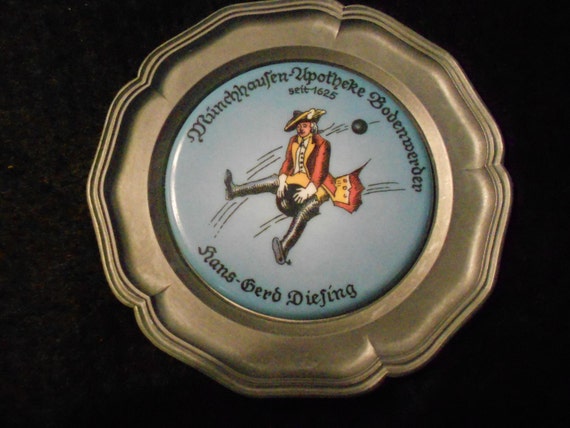 Münchhausen-Apotheke Bodenwerder
seit 1625
Hans-Gerd Diesing